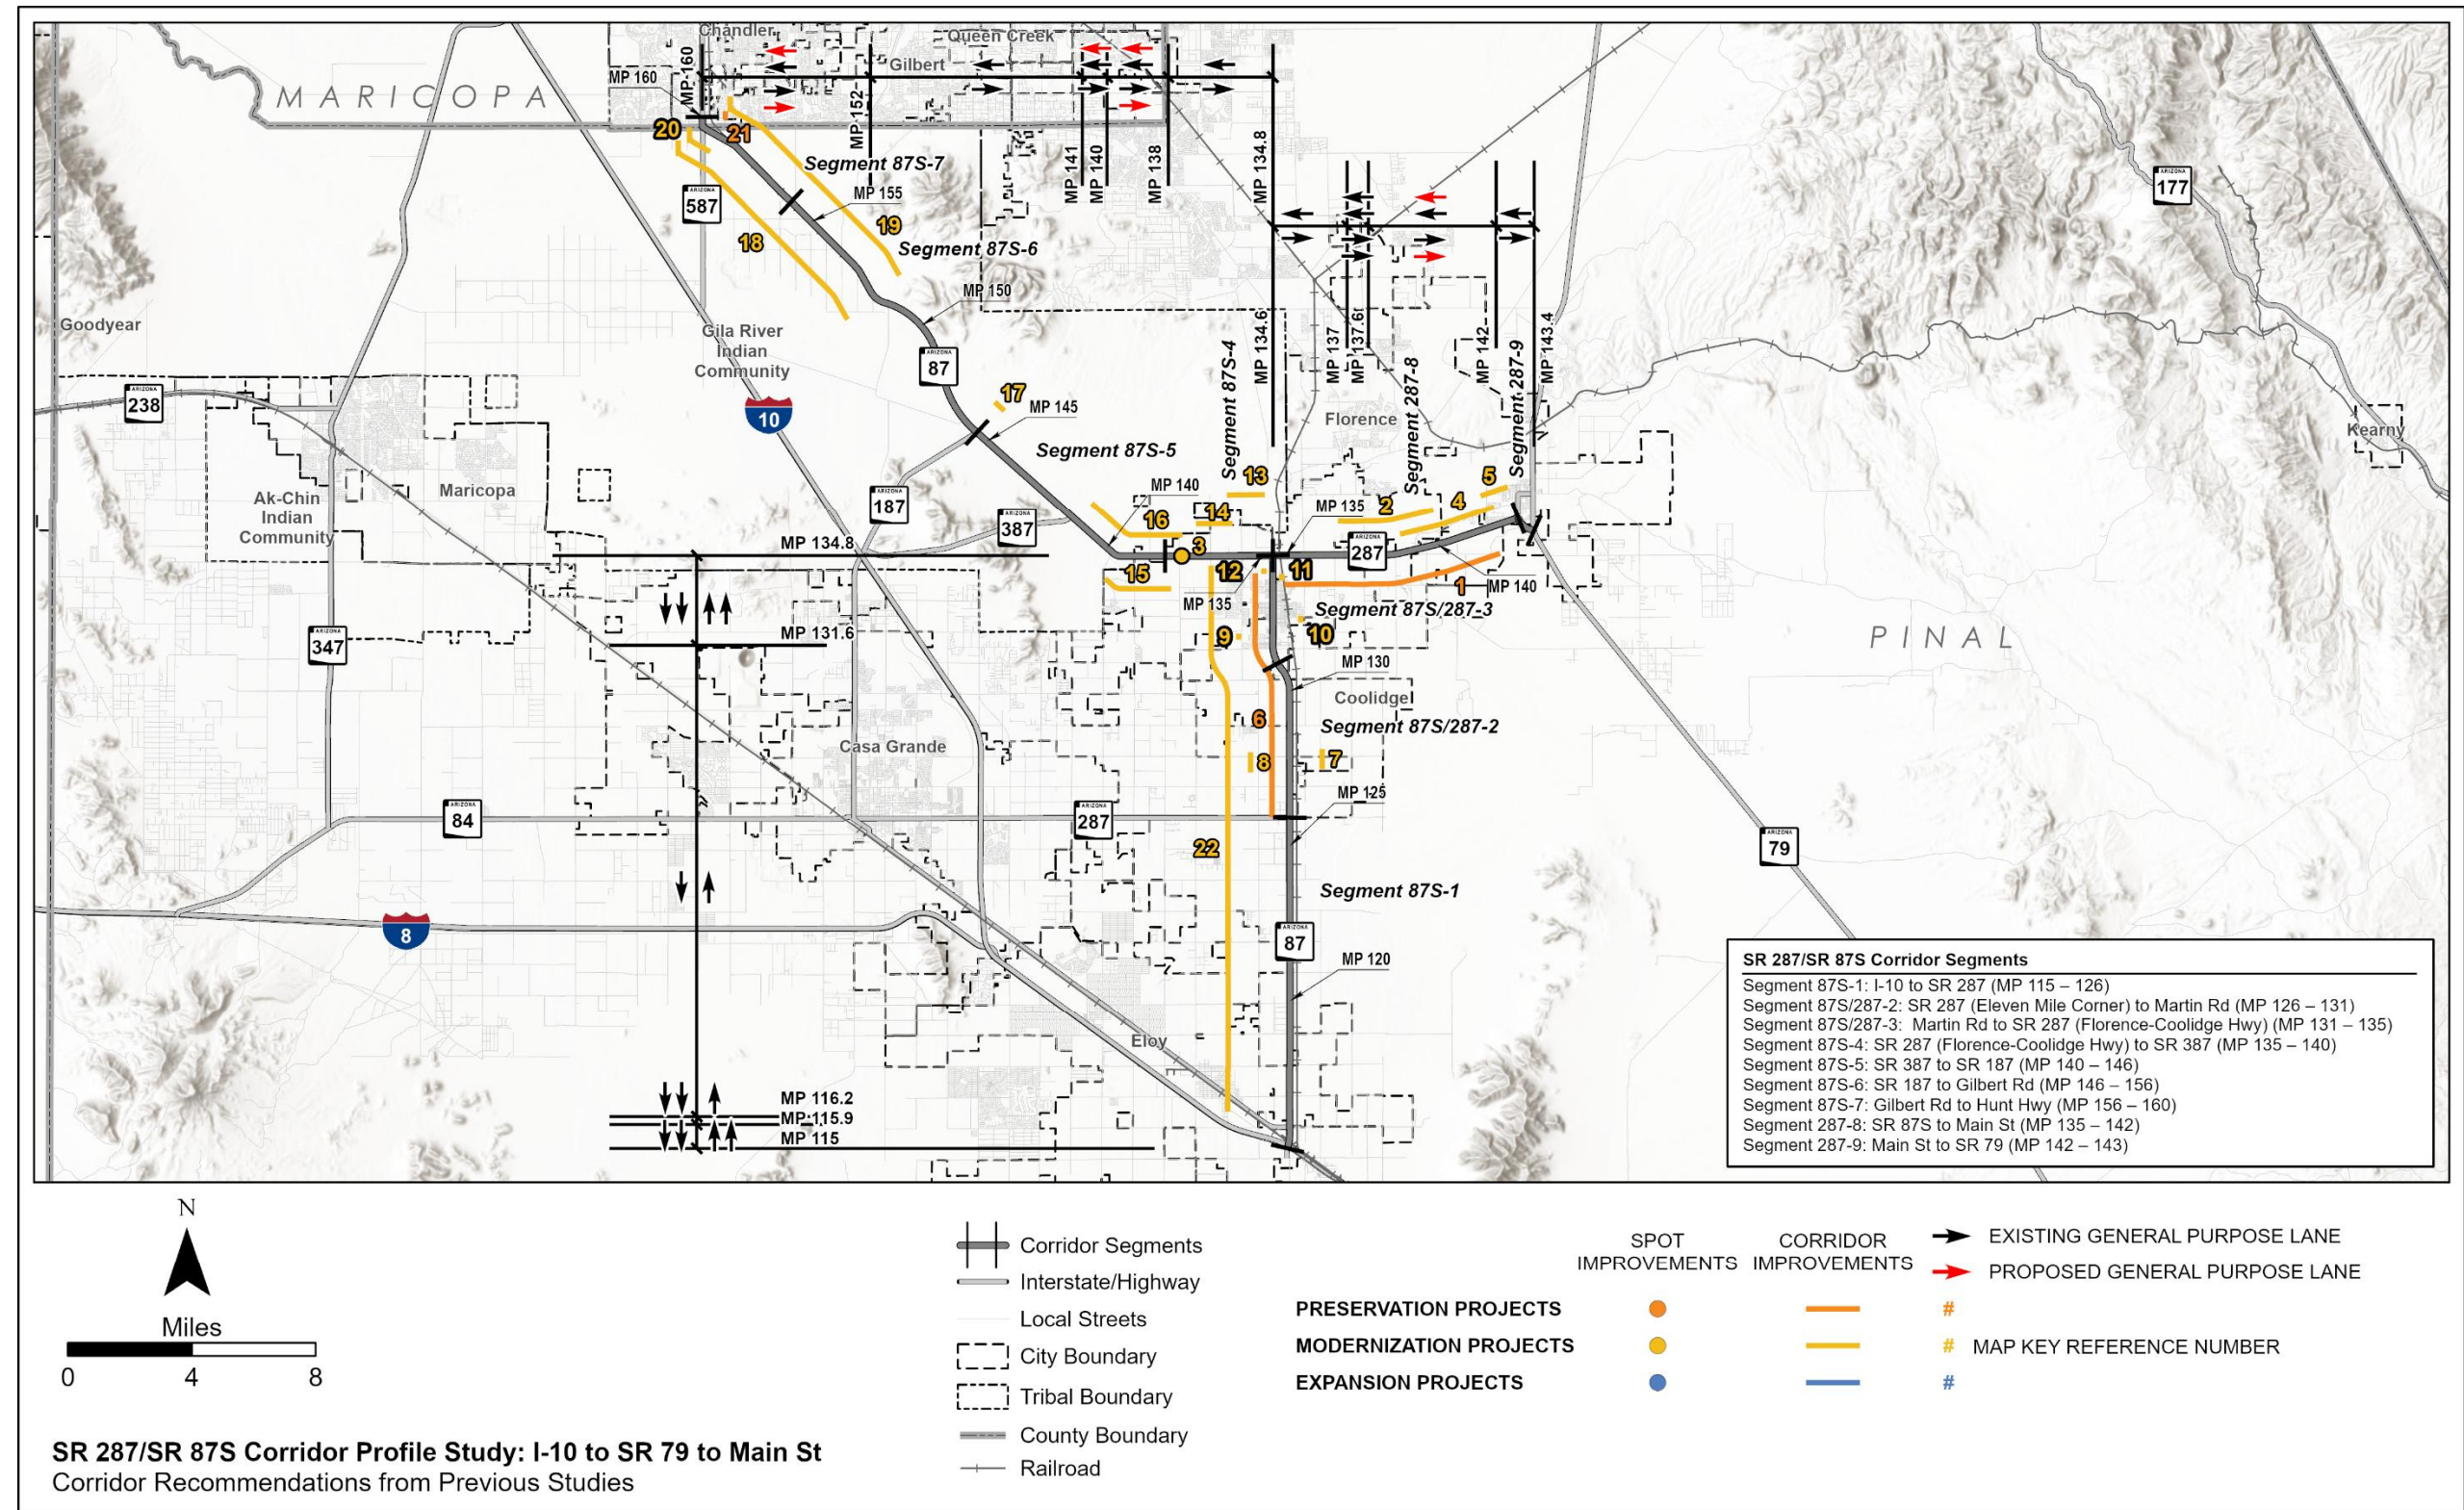 Chandler
Queen Creek
Gilbert
MARICOPA
MP 160
MP 160
MP 152
MP 141
MP 140
MP 138
MP 134.8
20
21
Segment 87S-7
MP 155
ARIZONA
587
18
19
Segment 87S-6
MP 150
ARIZONA
177
Goodyear
Gila River
Indian
Community
MP 134.6
MP 137
MP 137.6
MP 142
MP 143.4
Segment 87S-4
Segment 287-8
Segment 287-9
ARIZONA
87
ARIZONA
238
10
17
MP 145
Florence
Kearny
Segment 87S-5
Ak-Chin
Indian
Community
Maricopa
ARIZONA
187
ARIZONA
387
MP 140
13
5
4
2
14
16
MP 135
3
MP 134.8
ARIZONA
287
15
12
11
1
MP 140
MP 135
Segment 87S/287-3
MP 131.6
9
10
ARIZONA
347
PINAL
MP 130
Coolidge
6
Segment 87S/287-2
Casa Grande
8
7
MP 125
ARIZONA
84
ARIZONA
287
22
ARIZONA
79
Segment 87S-1
8
ARIZONA
87
MP 120
Eloy
MP 116.2
MP 115.9
MP 115
SR 287/SR 87S Corridor Segments
Segment 87S-1: I-10 to SR 287 (MP 115 – 126)
Segment 87S/287-2: SR 287 (Eleven Mile Corner) to Martin Rd (MP 126 – 131)
Segment 87S/287-3: Martin Rd to SR 287 (Florence-Coolidge Hwy) (MP 131 – 135)
Segment 87S-4: SR 287 (Florence-Coolidge Hwy) to SR 387 (MP 135 – 140)
Segment 87S-5: SR 387 to SR 187 (MP 140 – 146)
Segment 87S-6: SR 187 to Gilbert Rd (MP 146 – 156)
Segment 87S-7: Gilbert Rd to Hunt Hwy (MP 156 – 160)
Segment 287-8: SR 87S to Main St (MP 135 – 142)
Segment 287-9: Main St to SR 79 (MP 142 – 143)
N
Miles
0 4 8
Corridor Segments
Interstate/Highway
Local Streets
City Boundary
Tribal Boundary
County Boundary
Railroad
SPOT
IMPROVEMENTS
CORRIDOR
IMPROVEMENTS
EXISTING GENERAL PURPOSE LANE
PROPOSED GENERAL PURPOSE LANE
PRESERVATION PROJECTS #
MODERNIZATION PROJECTS # MAP KEY REFERENCE NUMBER
EXPANSION PROJECTS #
SR 287/SR 87S Corridor Profile Study: I-10 to SR 79 to Main St
Corridor Recommendations from Previous Studies